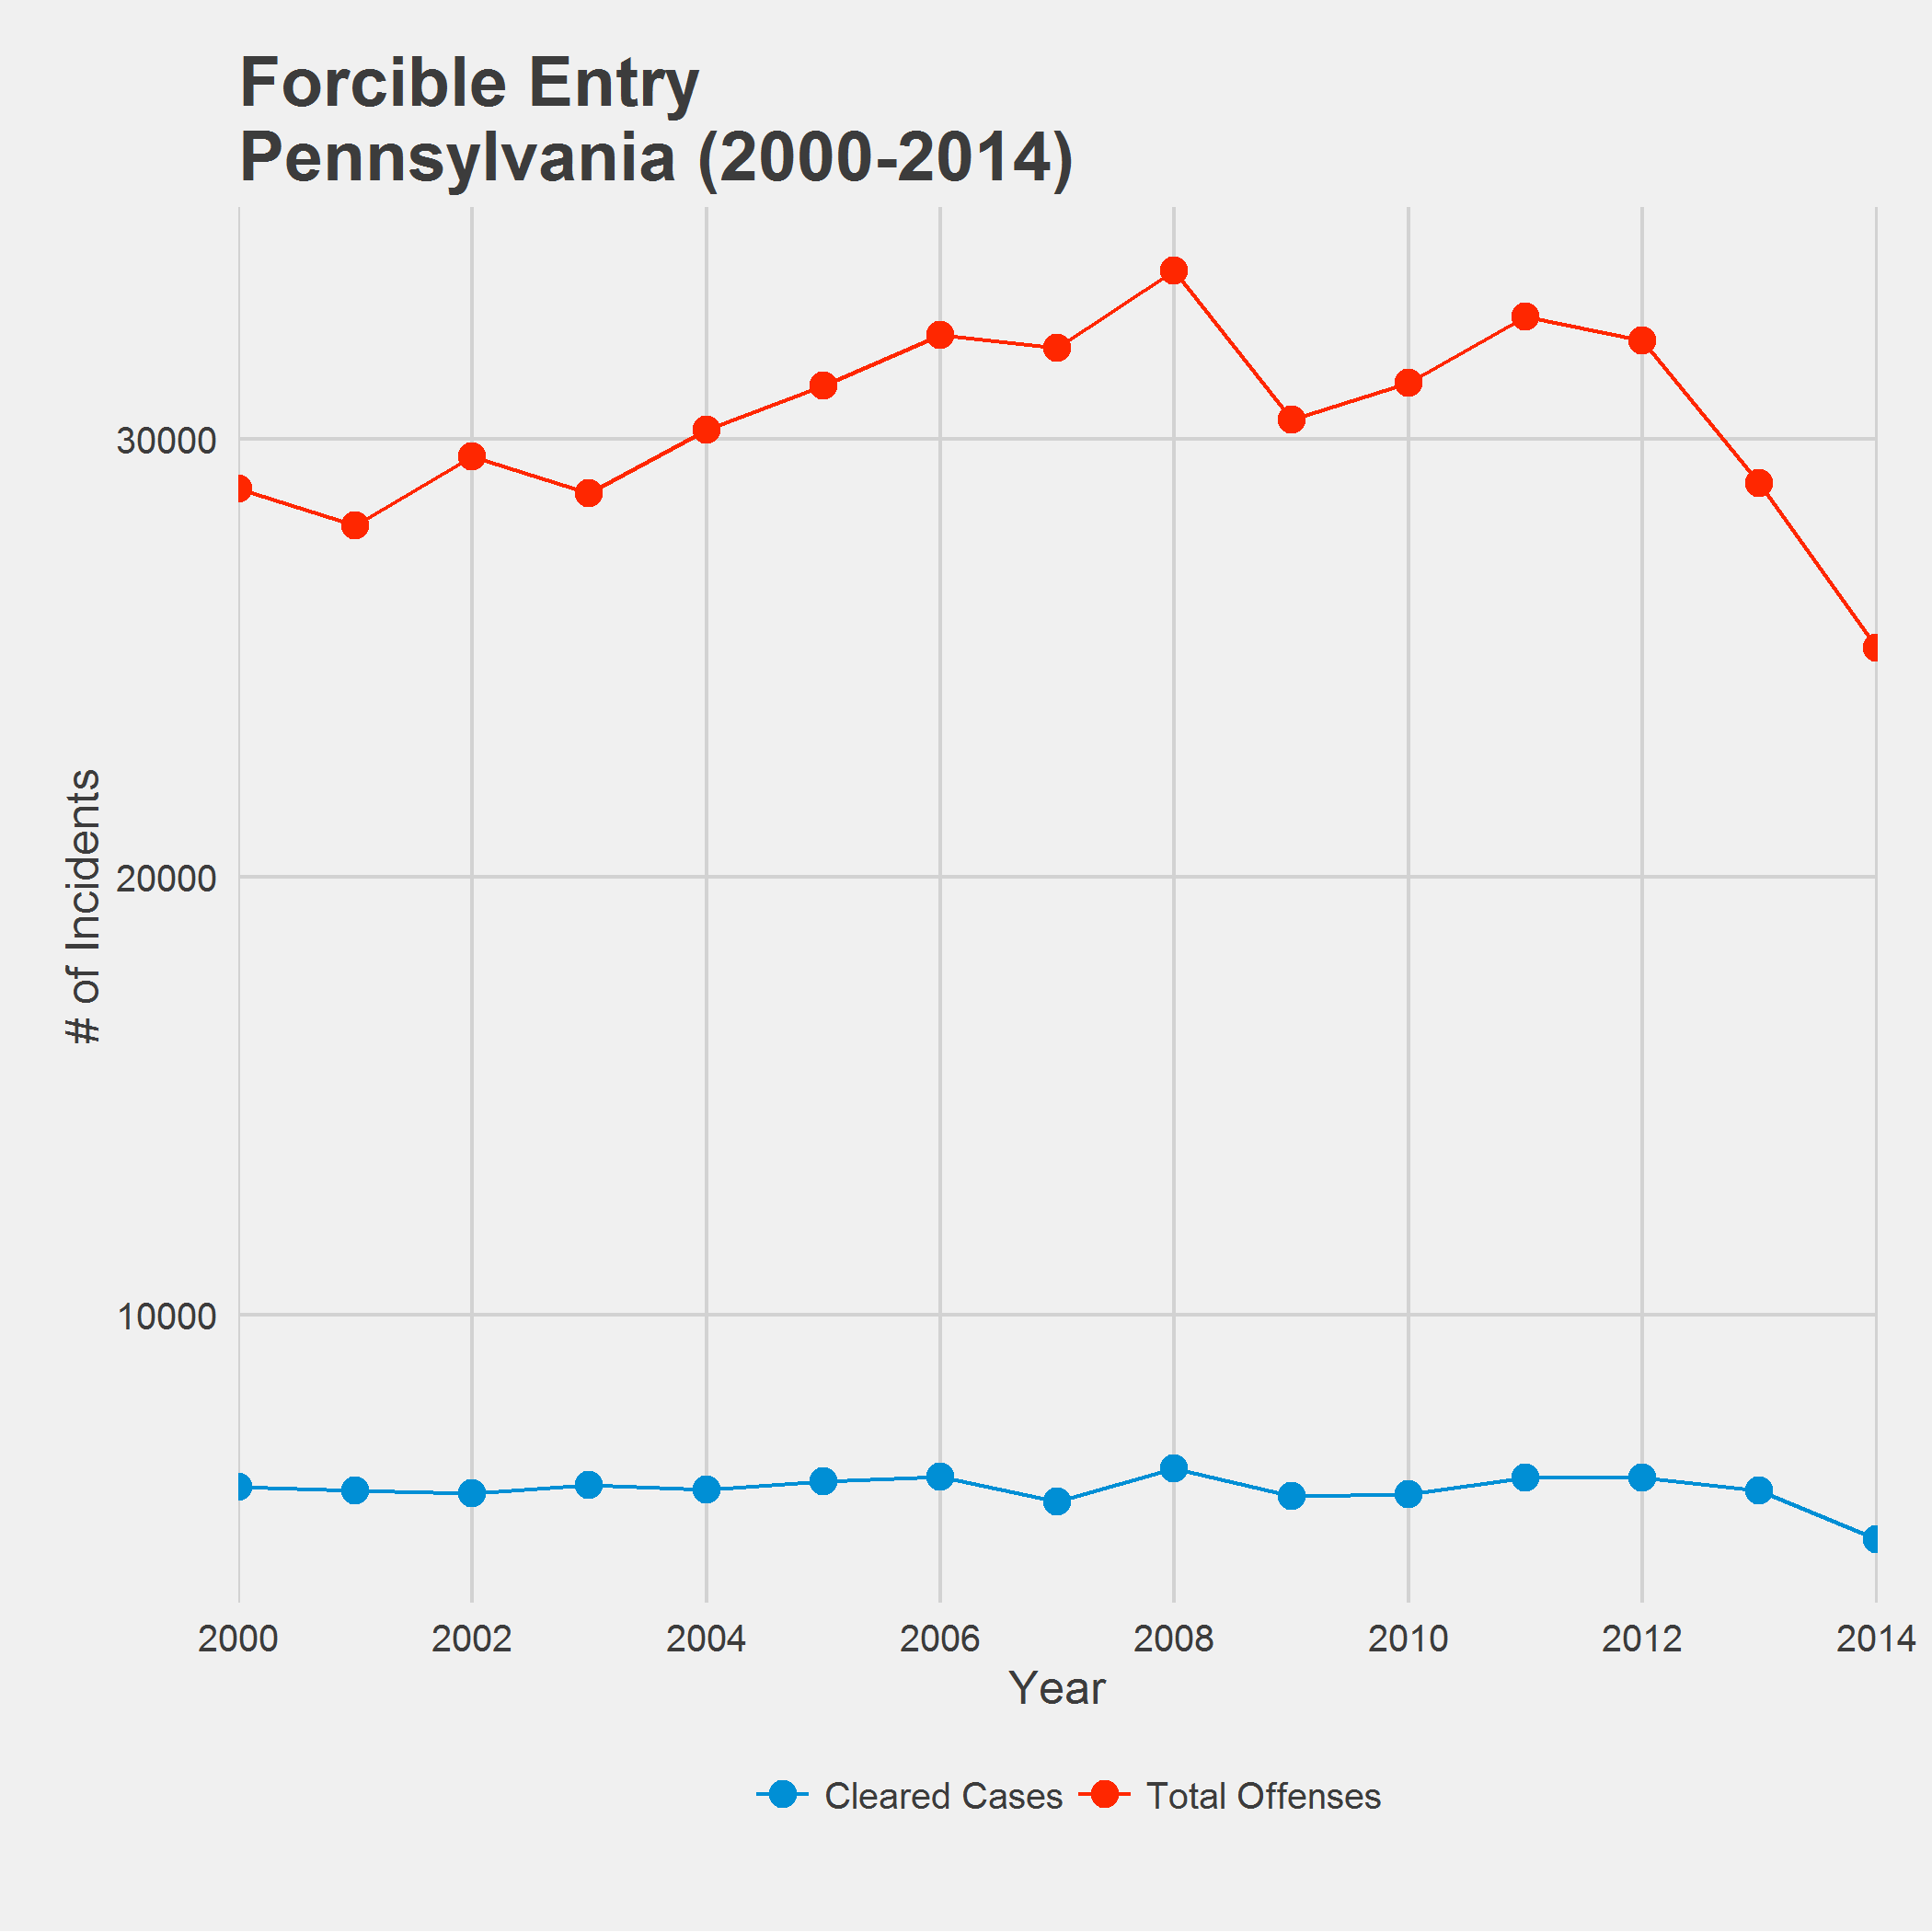 Forcible Entry
Pennsylvania (2000-2014)
# of Incidents
30000
20000
10000
2000 2002 2004 2006 2008 2010 2012 2014
Year
Cleared Cases Total Offenses